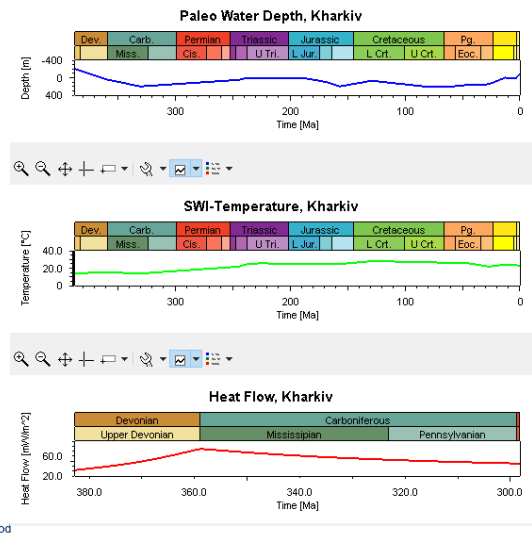 Paleo Water Depth, Kharkiv
Dev. Carb. Permian Triassic Jurassic Cretaceous Pg.
Miss. Cis. U Tri. L Jur. L Crt. U Crt. Eoc.
Depth [m]
-400
0
400
300 200 100 0
Time [Ma]
SWI-Temperature, Kharkiv
Dev. Carb. Permian Triassic Jurassic Cretaceous Pg.
Miss. Cis. U Tri. L Jur. L Crt. U Crt. Eoc.
Temperature [°C]
40.0
20.0
0
300 200 100 0
Time [Ma]
Heat Flow, Kharkiv
Devonian Carboniferous
Upper Devonian Mississipian Pennsylvanian
Heat Flow [mW/m^2]
60.0
20.0
380.0 360.0 340.0 320.0 300.0
Time [Ma]
od